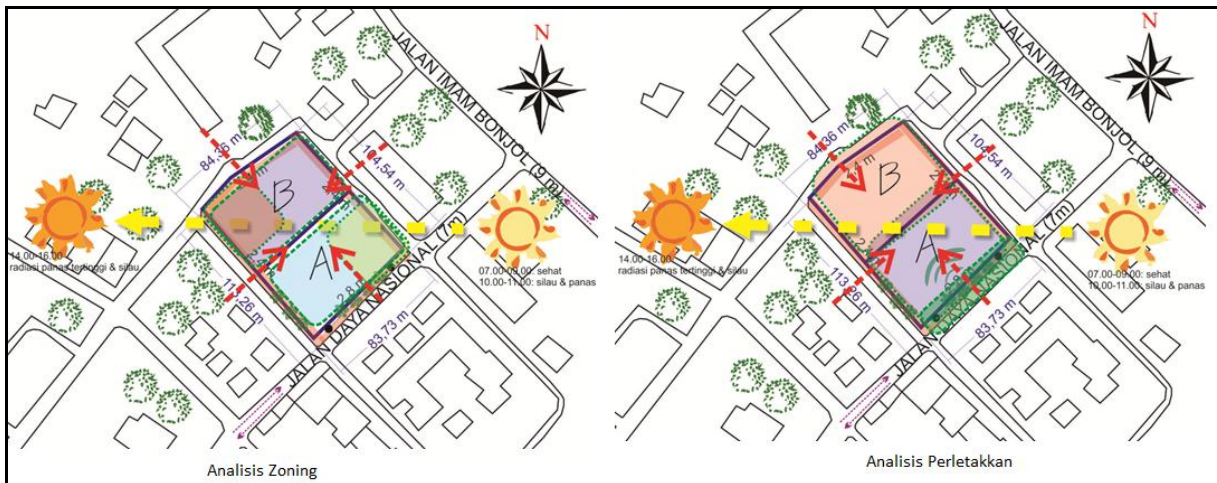 N
JALAN IMAM BONJOL (9 m)
84,36 m
104,54 m
B
A
14.00-16.00
radiasi panas tertinggi & silau
07.00-09.00: sehat
10.00-11.00: silau & panas
2,8 m
113,26 m
83,73 m
JALAN DAYA NASIONAL (7m)
Analisis Zoning
N
JALAN IMAM BONJOL (9 m)
84,36 m
104,54 m
B
A
14.00-16.00
radiasi panas tertinggi & silau
07.00-09.00: sehat
10.00-11.00: silau & panas
113,26 m
83,73 m
JALAN DAYA NASIONAL (7m)
Analisis Perletakkan